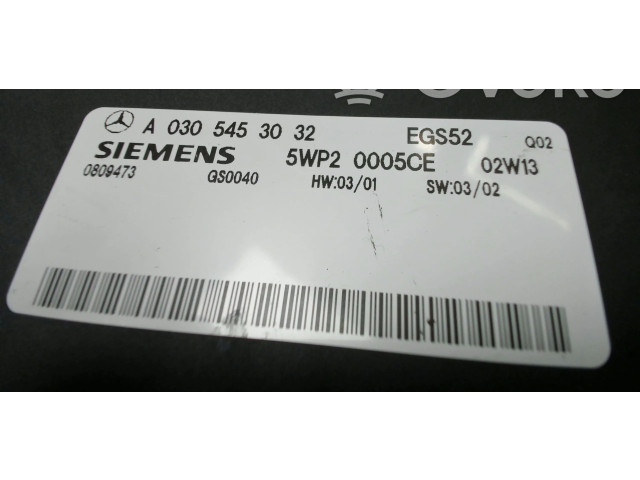 A 030 545 30 32 EGS52 Q02
SIEMENS 5WP2 0005CE 02W13
0809473 GS0040 HW:03/01 SW:03/02